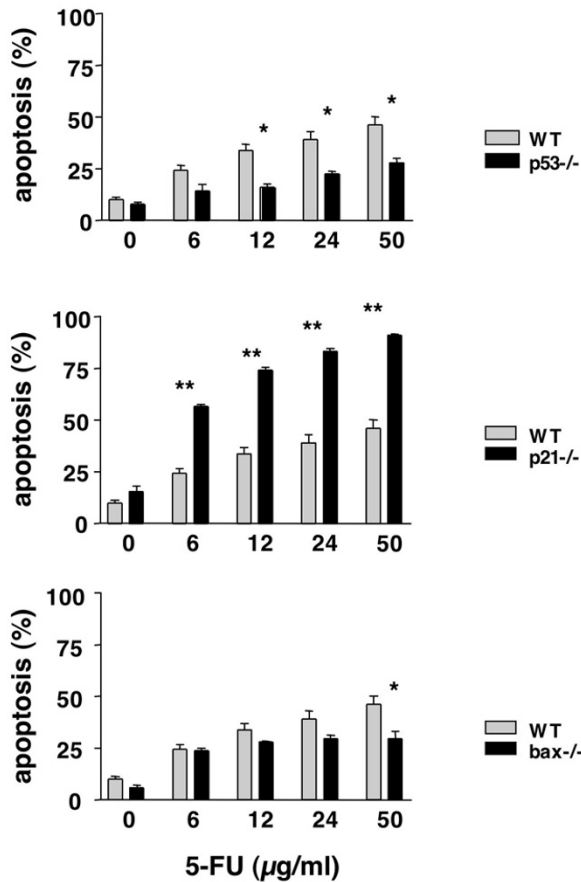 100
75
50
25
0
apoptosis (%)
*
*
*
0 6 12 24 50
WT
p53-/-
100
75
50
25
0
apoptosis (%)
**
**
**
**
0 6 12 24 50
WT
p21-/-
100
75
50
25
0
apoptosis (%)
*
0 6 12 24 50
WT
bax-/-
5-FU (µg/ml)